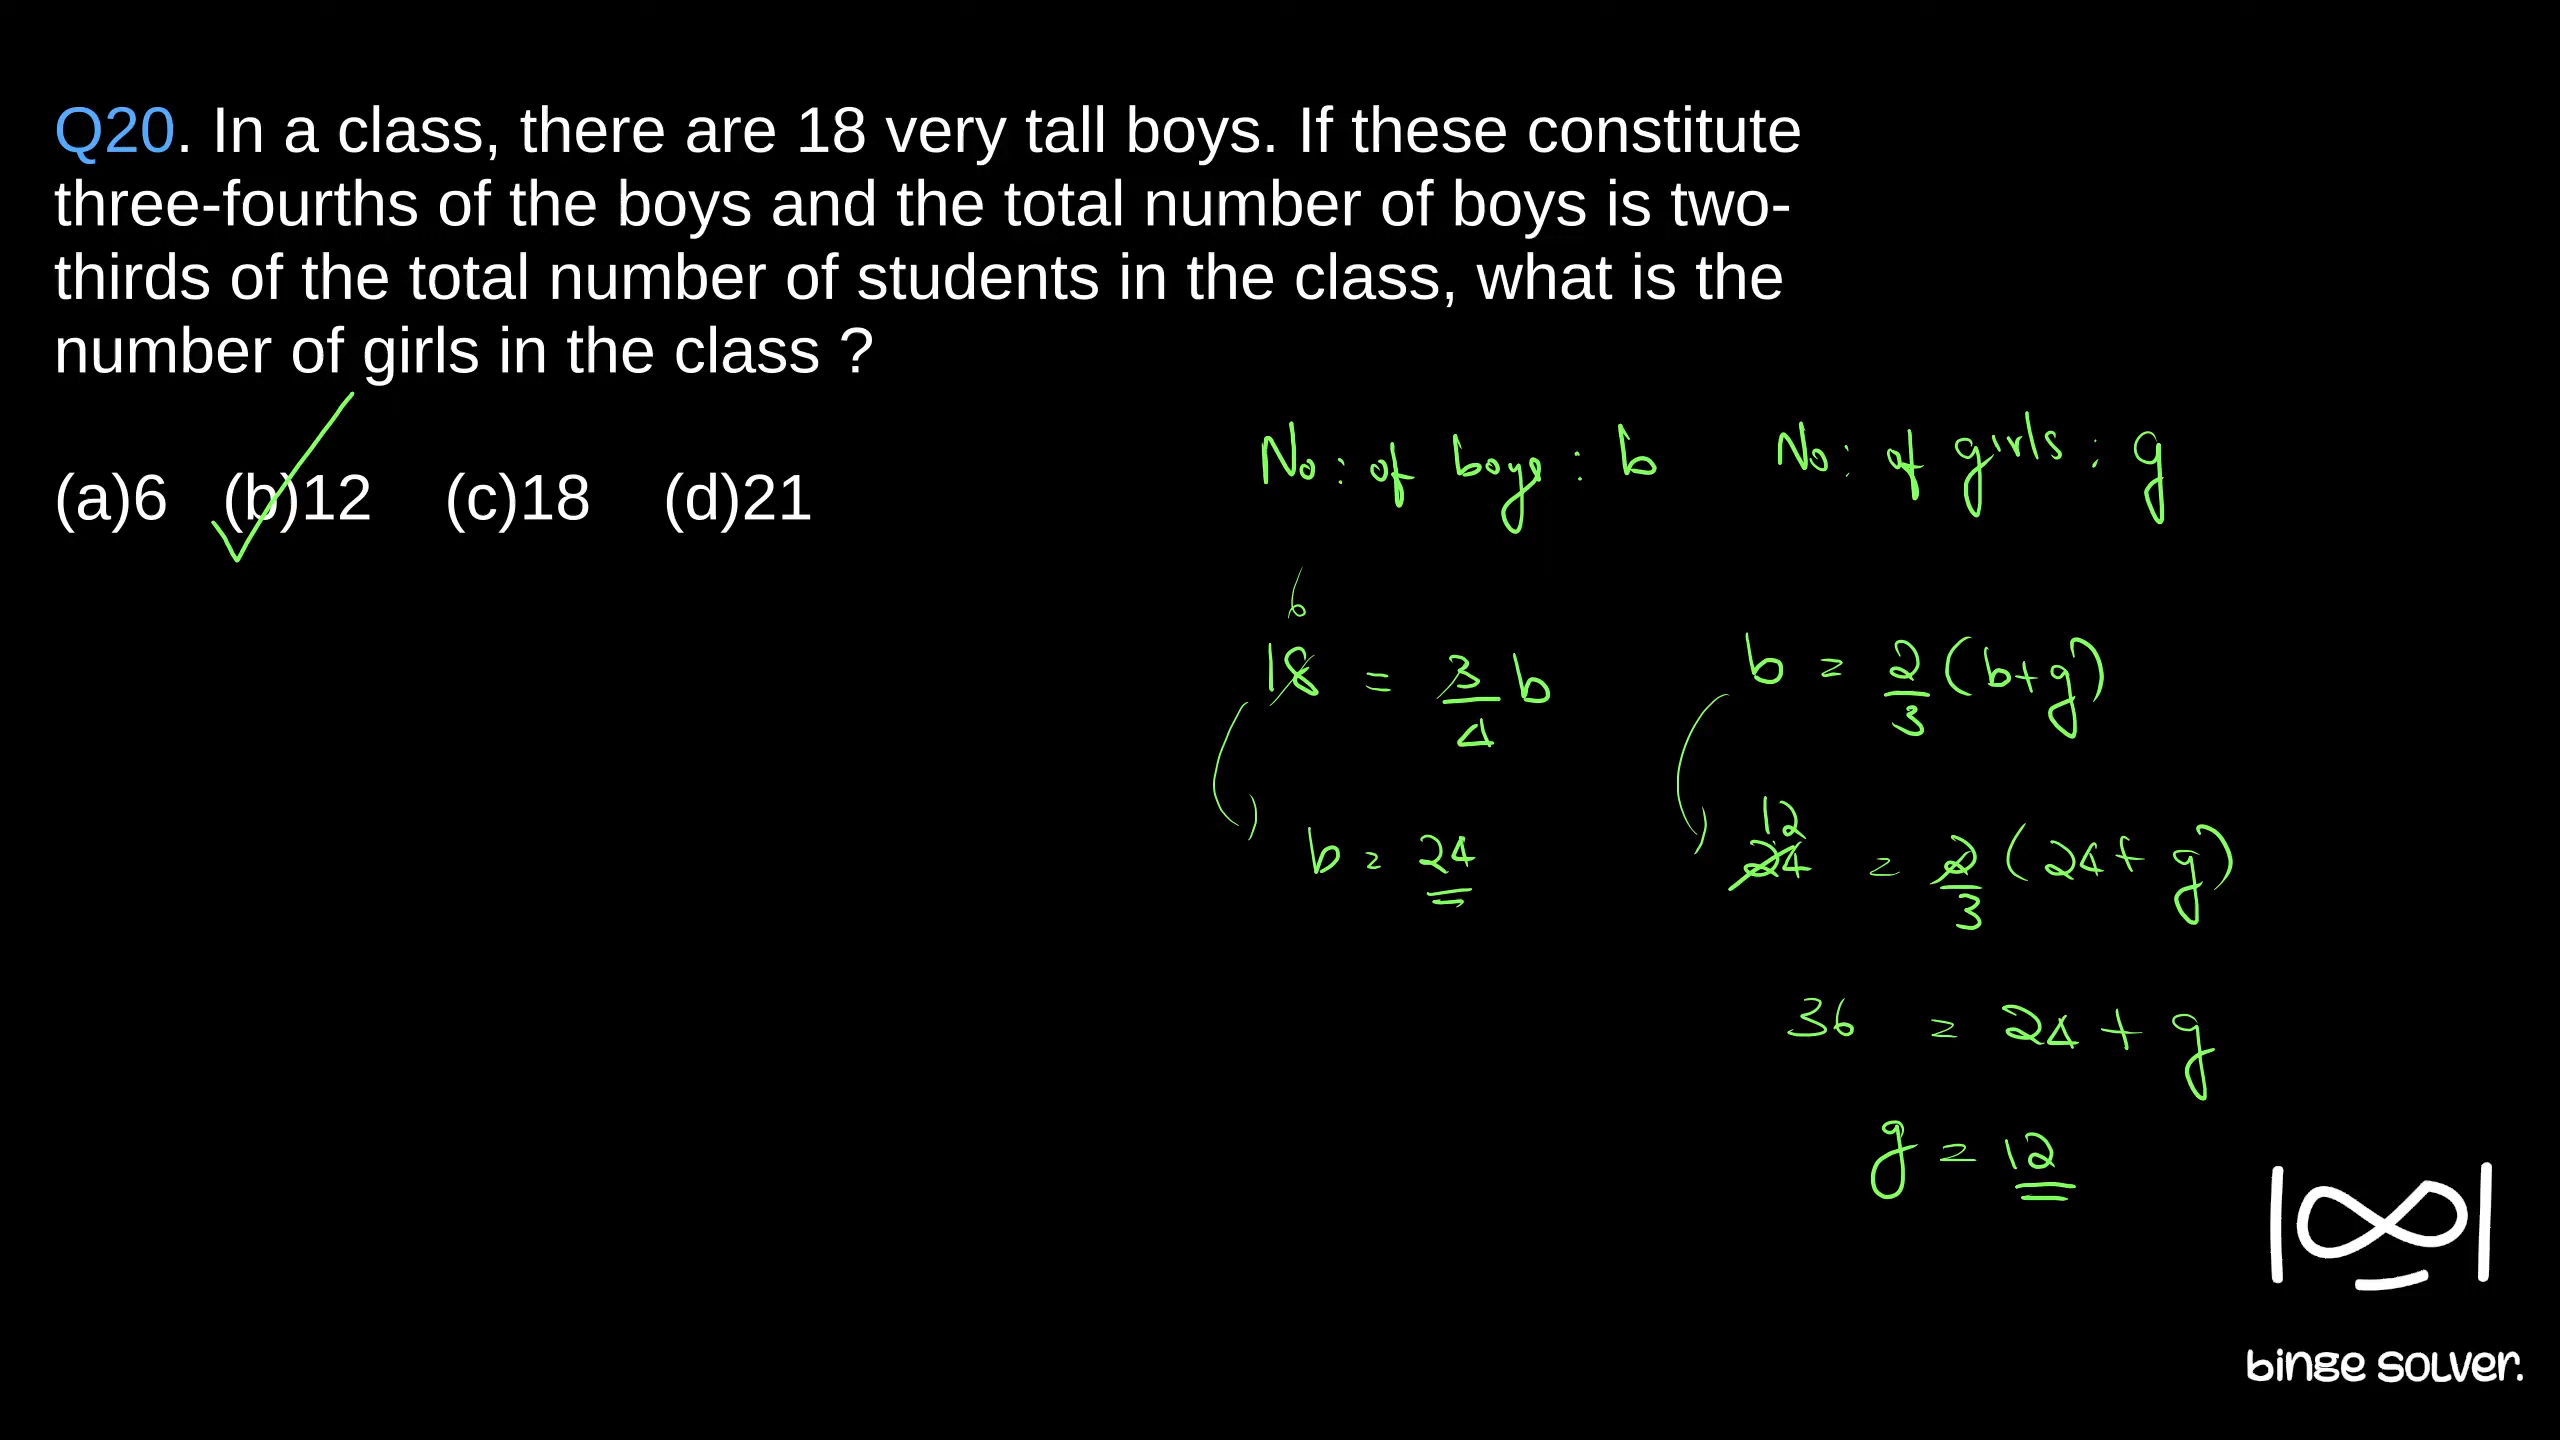 Q20. In a class, there are 18 very tall boys. If these constitute
three-fourths of the boys and the total number of boys is two-
thirds of the total number of students in the class, what is the
number of girls in the class ?
(a)6 (b)12 (c)18 (d)21
No: of boys : b No: of girls : g
6
18 = 3/4 b
b = 2/3 (b+g)
b = 24
12
24 = 2/3 (24 + g)
36 = 24 + g
g = 12
binge solver.